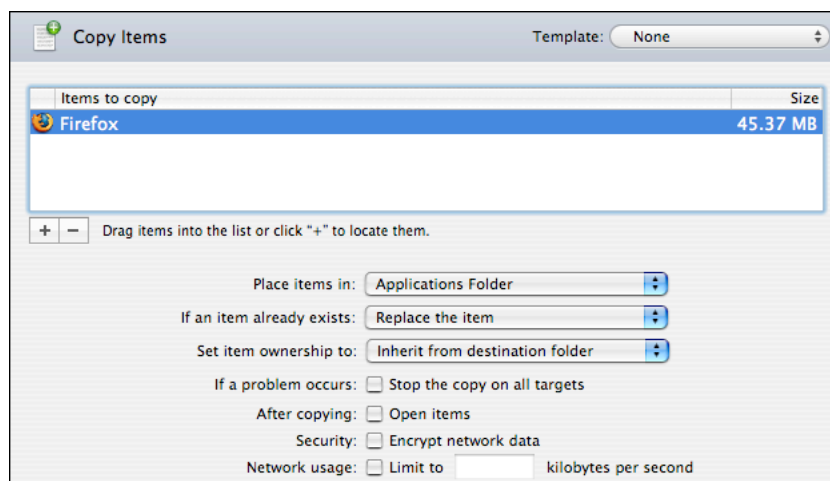 Copy Items
Template: None
Items to copy Size
Firefox 45.37 MB
+ − Drag items into the list or click “+” to locate them.
Place items in: Applications Folder
If an item already exists: Replace the item
Set item ownership to: Inherit from destination folder
If a problem occurs: Stop the copy on all targets
After copying: Open items
Security: Encrypt network data
Network usage: Limit to kilobytes per second